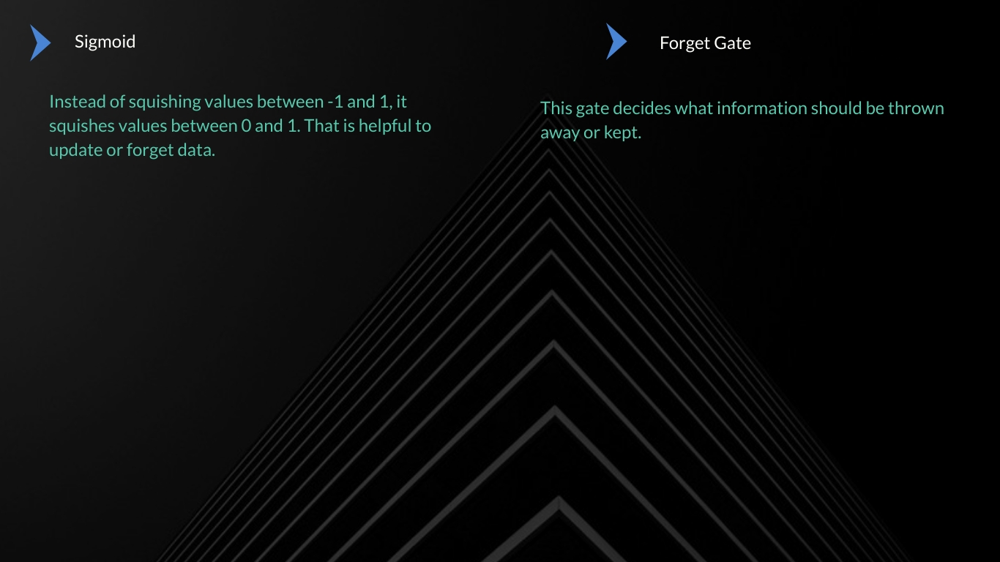 Sigmoid
Instead of squishing values between -1 and 1, it
squishes values between 0 and 1. That is helpful to
update or forget data.
Forget Gate
This gate decides what information should be thrown
away or kept.